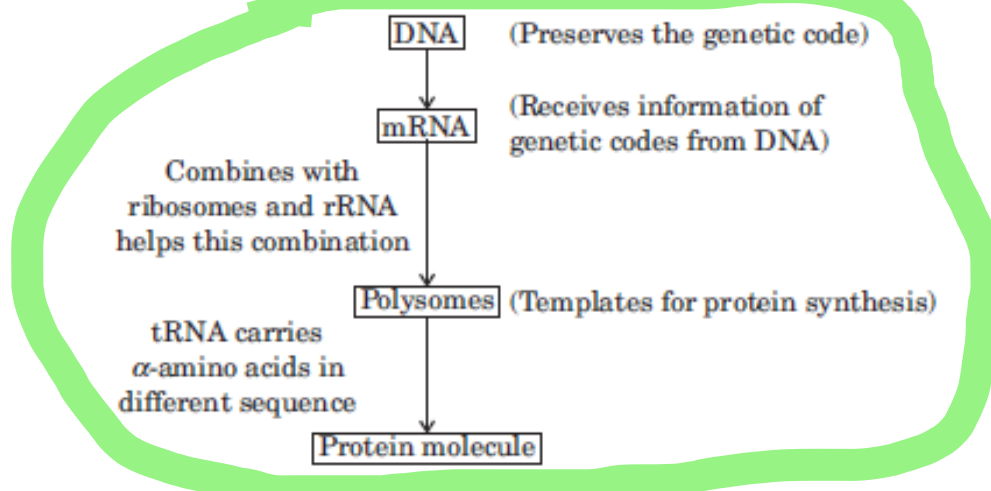 DNA (Preserves the genetic code)
mRNA (Receives information of
genetic codes from DNA)
Combines with
ribosomes and rRNA
helps this combination
Polysomes (Templates for protein synthesis)
tRNA carries
α-amino acids in
different sequence
Protein molecule